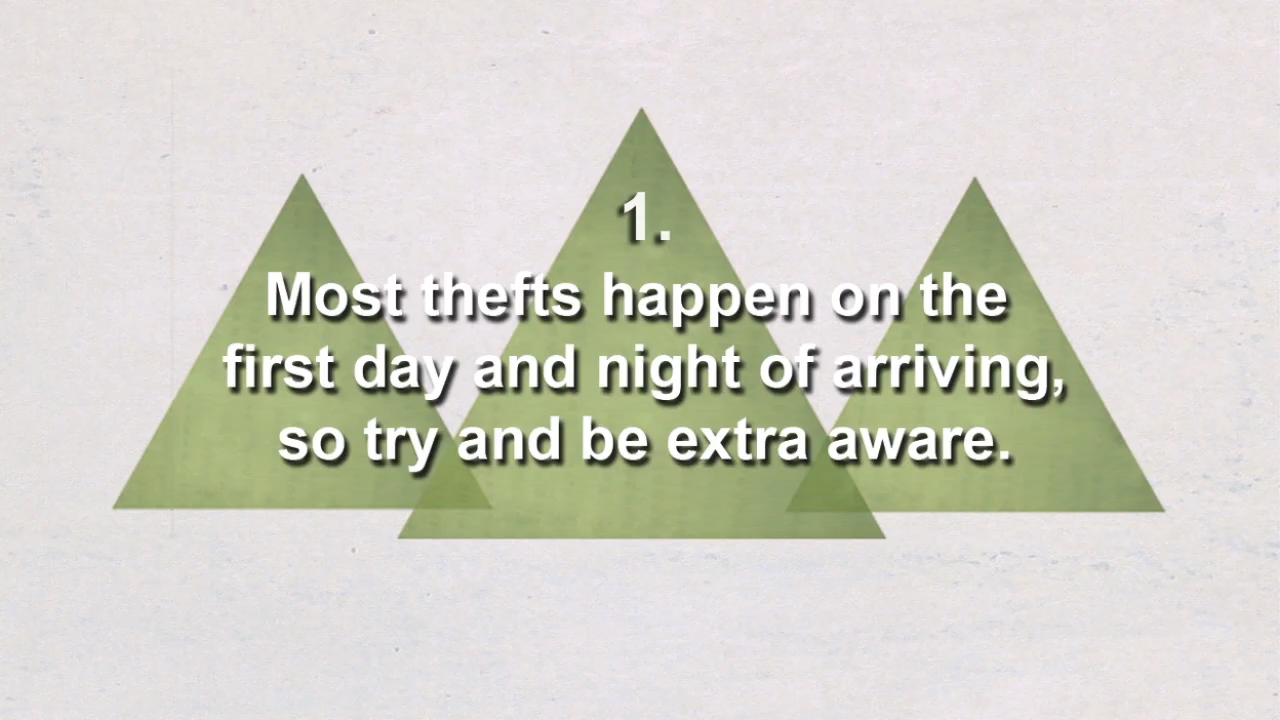 1.
Most thefts happen on the
first day and night of arriving,
so try and be extra aware.